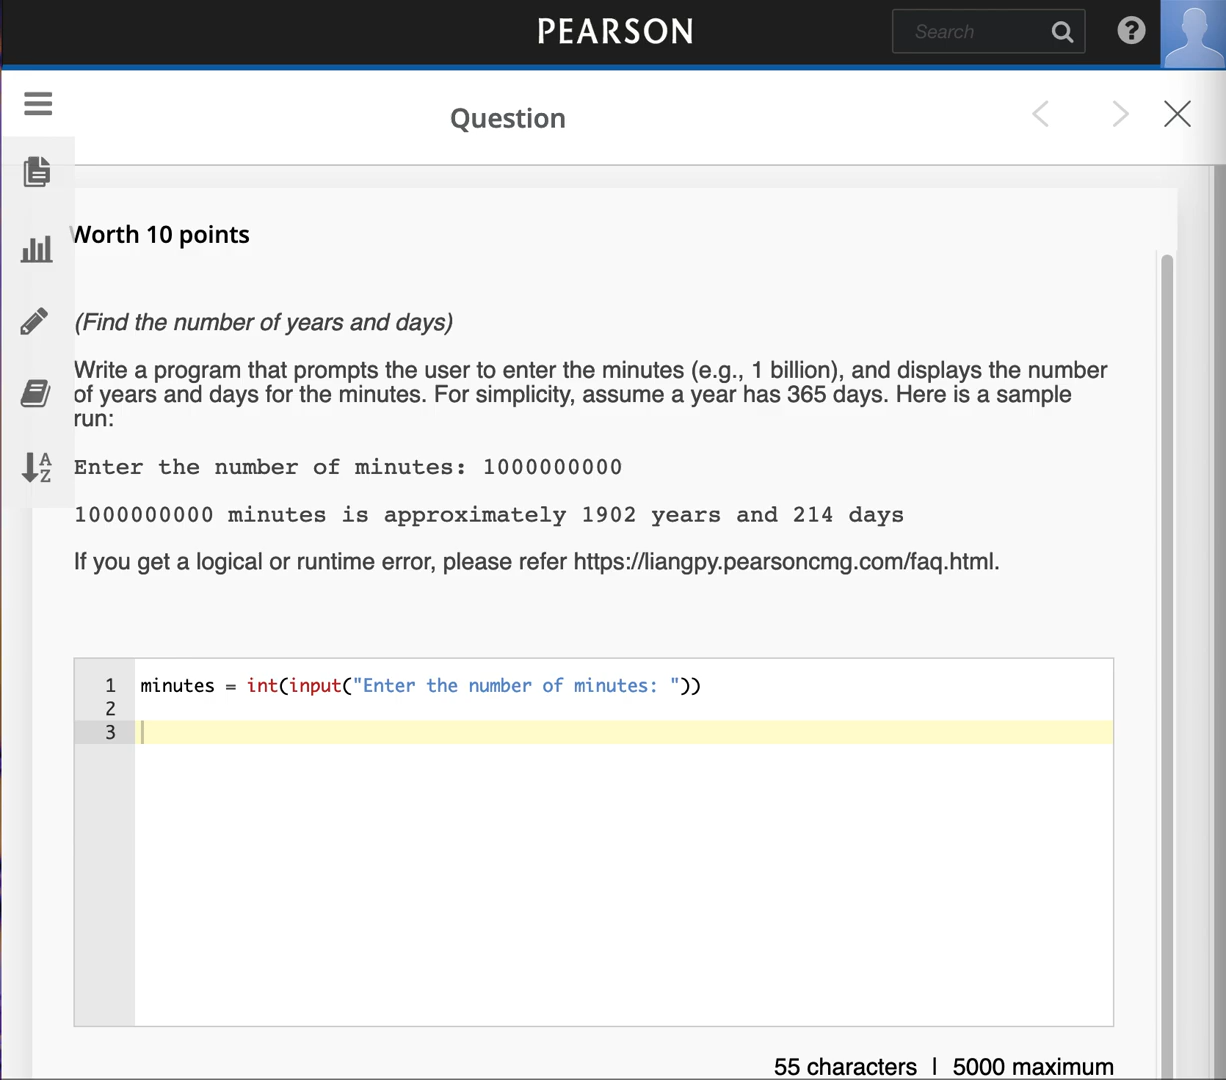 PEARSON
Search
?
Question
Worth 10 points
(Find the number of years and days)
Write a program that prompts the user to enter the minutes (e.g., 1 billion), and displays the number
of years and days for the minutes. For simplicity, assume a year has 365 days. Here is a sample
run:
A
Z
Enter the number of minutes: 1000000000
1000000000 minutes is approximately 1902 years and 214 days
If you get a logical or runtime error, please refer https://liangpy.pearsoncmg.com/faq.html.
1 minutes = int(input("Enter the number of minutes: "))
2
3
55 characters | 5000 maximum